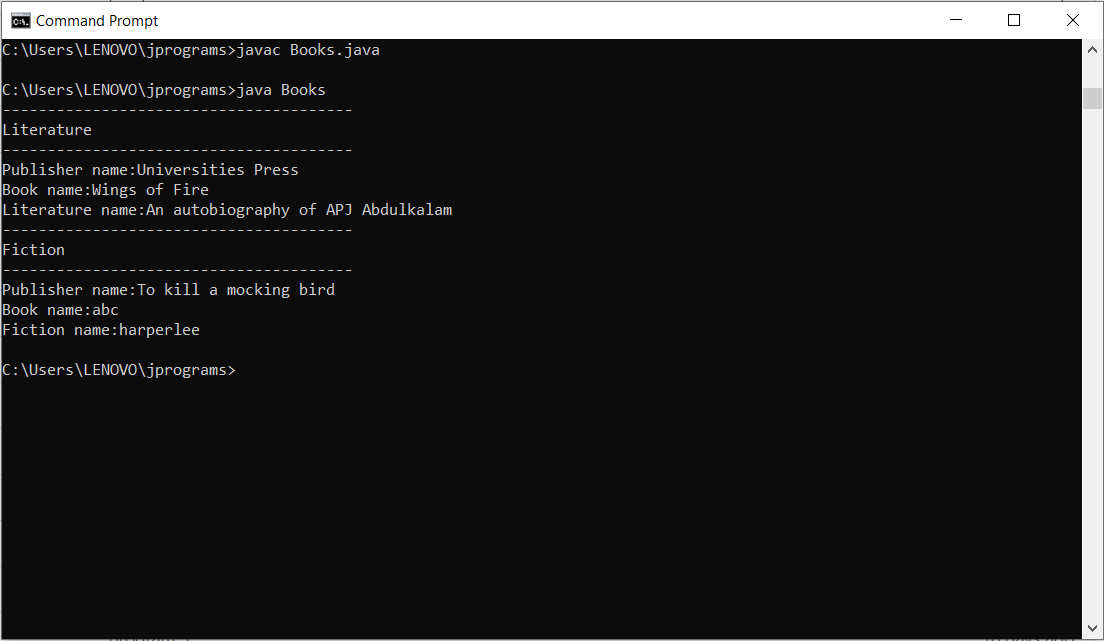 Command Prompt
C:\Users\LENOVO\jprograms>javac Books.java
C:\Users\LENOVO\jprograms>java Books
---------------------------------------
Literature
---------------------------------------
Publisher name:Universities Press
Book name:Wings of Fire
Literature name:An autobiography of APJ Abdulkalam
---------------------------------------
Fiction
---------------------------------------
Publisher name:To kill a mocking bird
Book name:abc
Fiction name:harperlee
C:\Users\LENOVO\jprograms>